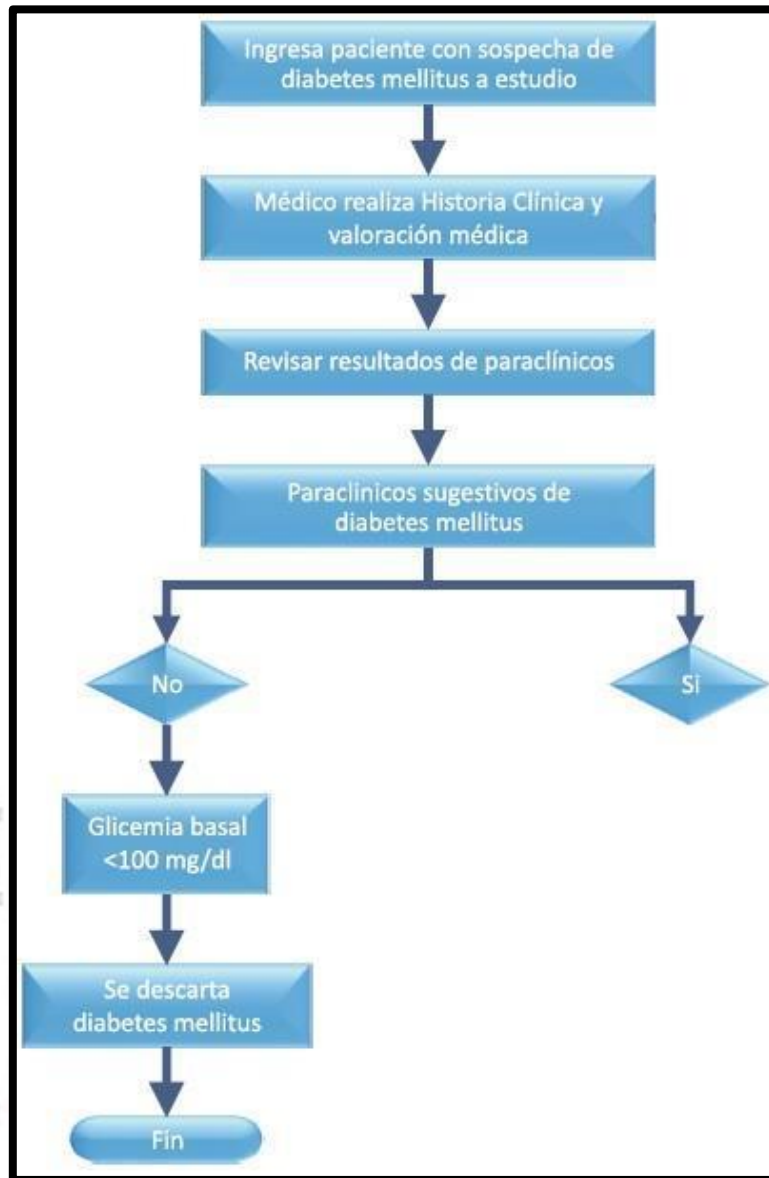 Ingresa paciente con sospecha de
diabetes mellitus a estudio
Médico realiza Historia Clínica y
valoración médica
Revisar resultados de paraclínicos
Paraclinicos sugestivos de
diabetes mellitus
No
Si
Glicemia basal
<100 mg/dl
Se descarta
diabetes mellitus
Fin